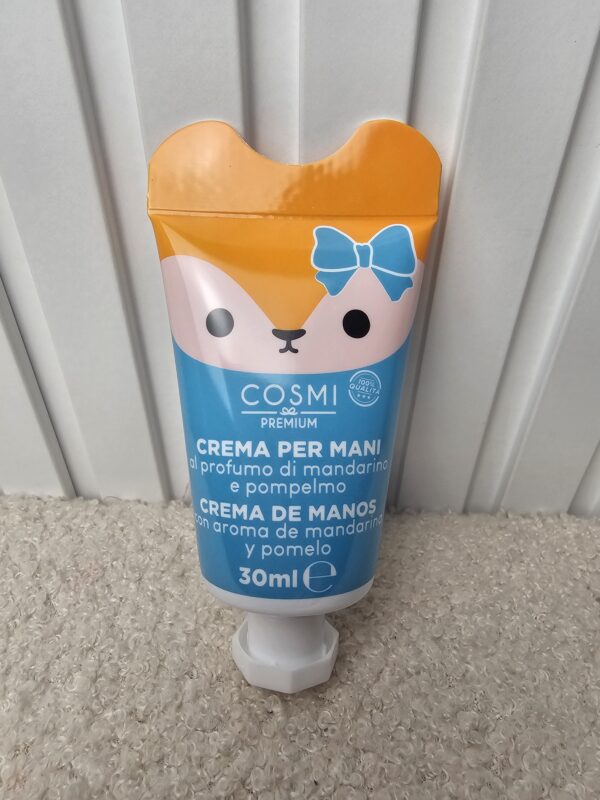 COSMI
PREMIUM
100%
QUALITÀ
CREMA PER MANI
al profumo di mandarino
e pompelmo
CREMA DE MANOS
con aroma de mandarina
y pomelo
30ml ℮